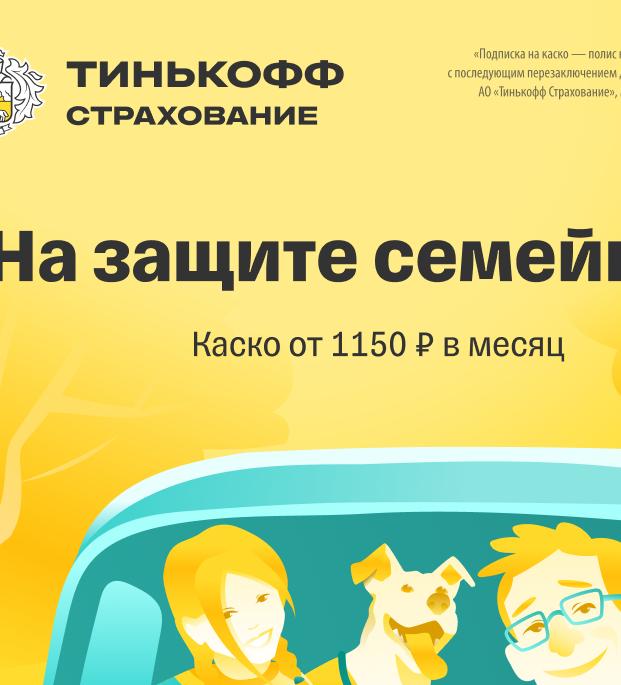 ТИНЬКОФФ
СТРАХОВАНИЕ
«Подписка на каско — полис
с последующим перезаключением
АО «Тинькофф Страхование»,
На защите семей
Каско от 1150 ₽ в месяц